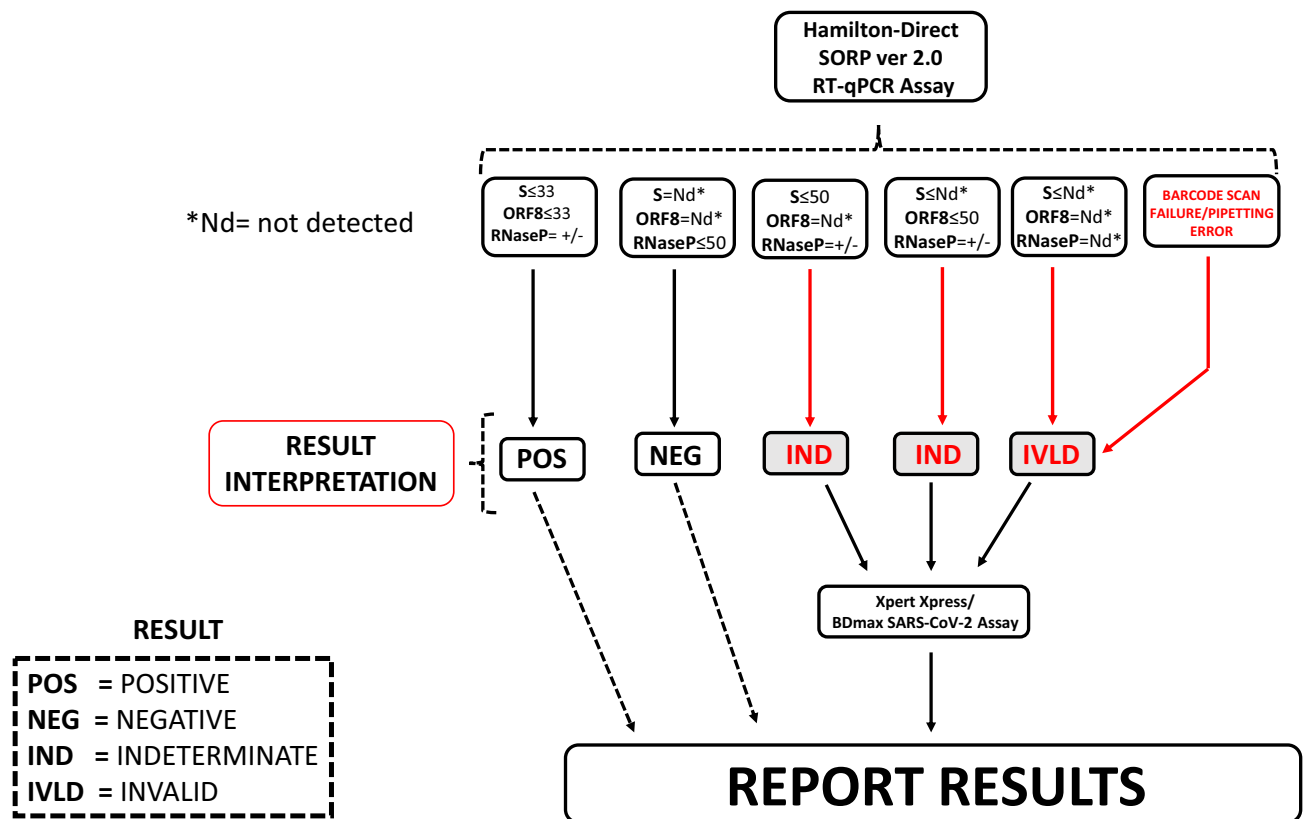 Hamilton-Direct
SORP ver 2.0
RT-qPCR Assay
*Nd= not detected
S≤33
ORF8≤33
RNaseP= +/-
S=Nd*
ORF8=Nd*
RNaseP≤50
S≤50
ORF8=Nd*
RNaseP=+/-
S≤Nd*
ORF8≤50
RNaseP=+/-
S≤Nd*
ORF8=Nd*
RNaseP=Nd*
BARCODE SCAN
FAILURE/PIPETTING
ERROR
RESULT
INTERPRETATION
POS
NEG
IND
IND
IVLD
Xpert Xpress/
BDmax SARS-CoV-2 Assay
RESULT
POS = POSITIVE
NEG = NEGATIVE
IND = INDETERMINATE
IVLD = INVALID
REPORT RESULTS